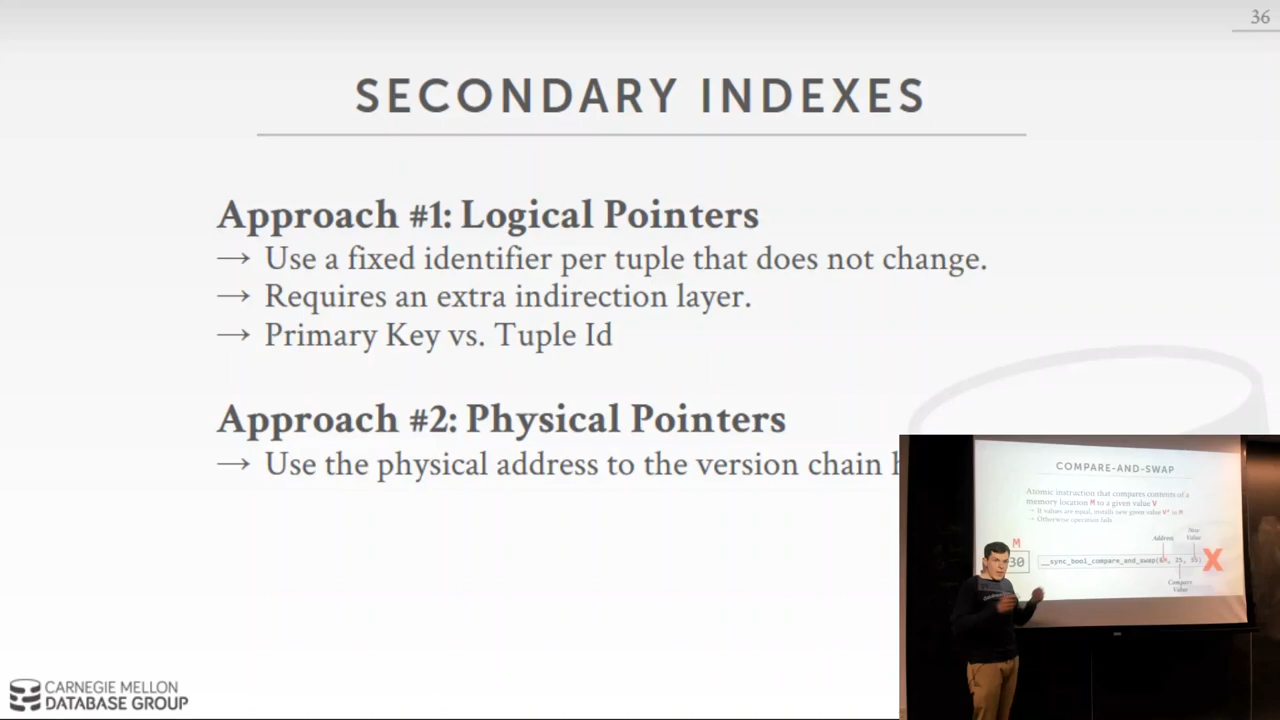 36
SECONDARY INDEXES
Approach #1: Logical Pointers
→ Use a fixed identifier per tuple that does not change.
→ Requires an extra indirection layer.
→ Primary Key vs. Tuple Id
Approach #2: Physical Pointers
→ Use the physical address to the version chain
CARNEGIE MELLON
DATABASE GROUP
COMPARE-AND-SWAP
Atomic instruction that compares contents of a
memory location M to a given value V
→ If values are equal, installs new given value V' in M
→ Otherwise operation fails
M
30
Address
New
Value
__sync_bool_compare_and_swap(&M, 25, 35)
X
Compare
Value